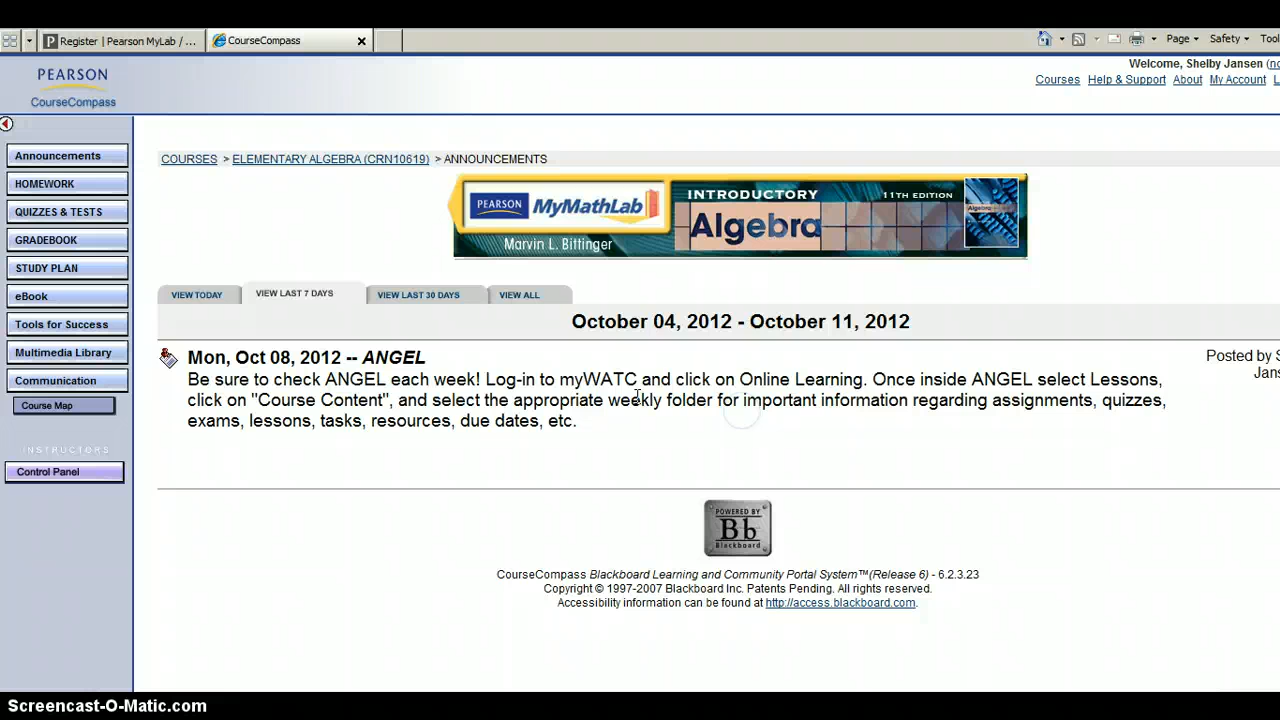 Register | Pearson MyLab / ...
CourseCompass
Page
Safety
Tool
PEARSON
CourseCompass
Welcome, Shelby Jansen
Courses Help & Support About My Account L
Announcements
HOMEWORK
QUIZZES & TESTS
GRADEBOOK
STUDY PLAN
eBook
Tools for Success
Multimedia Library
Communication
Course Map
INSTRUCTORS
Control Panel
COURSES > ELEMENTARY ALGEBRA (CRN10619) > ANNOUNCEMENTS
PEARSON MyMathLab
Marvin L. Bittinger
INTRODUCTORY 11TH EDITION
Algebra
Algebra
VIEW TODAY VIEW LAST 7 DAYS VIEW LAST 30 DAYS VIEW ALL
October 04, 2012 - October 11, 2012
Mon, Oct 08, 2012 -- ANGEL
Be sure to check ANGEL each week! Log-in to myWATC and click on Online Learning. Once inside ANGEL select Lessons,
click on "Course Content", and select the appropriate weekly folder for important information regarding assignments, quizzes,
exams, lessons, tasks, resources, due dates, etc.
Posted by S
Jans
POWERED BY
Bb
Blackboard
CourseCompass Blackboard Learning and Community Portal System™(Release 6) - 6.2.3.23
Copyright © 1997-2007 Blackboard Inc. Patents Pending. All rights reserved.
Accessibility information can be found at http://access.blackboard.com.
Screencast-O-Matic.com